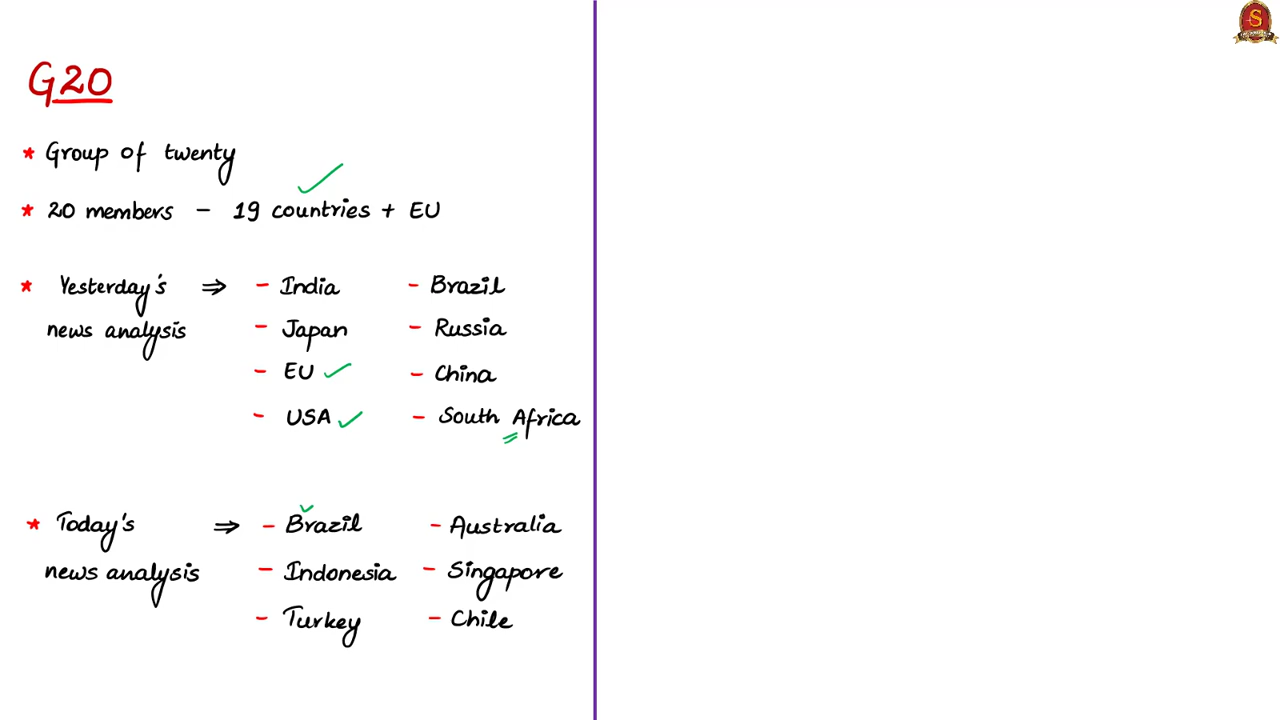 G20
* Group of twenty
* 20 members - 19 countries + EU
* Yesterday's ⇒ - India - Brazil
news analysis - Japan - Russia
- EU ✓ - China
- USA ✓ - South Africa
* Today's ⇒ - Brazil - Australia
news analysis - Indonesia - Singapore
- Turkey - Chile
S